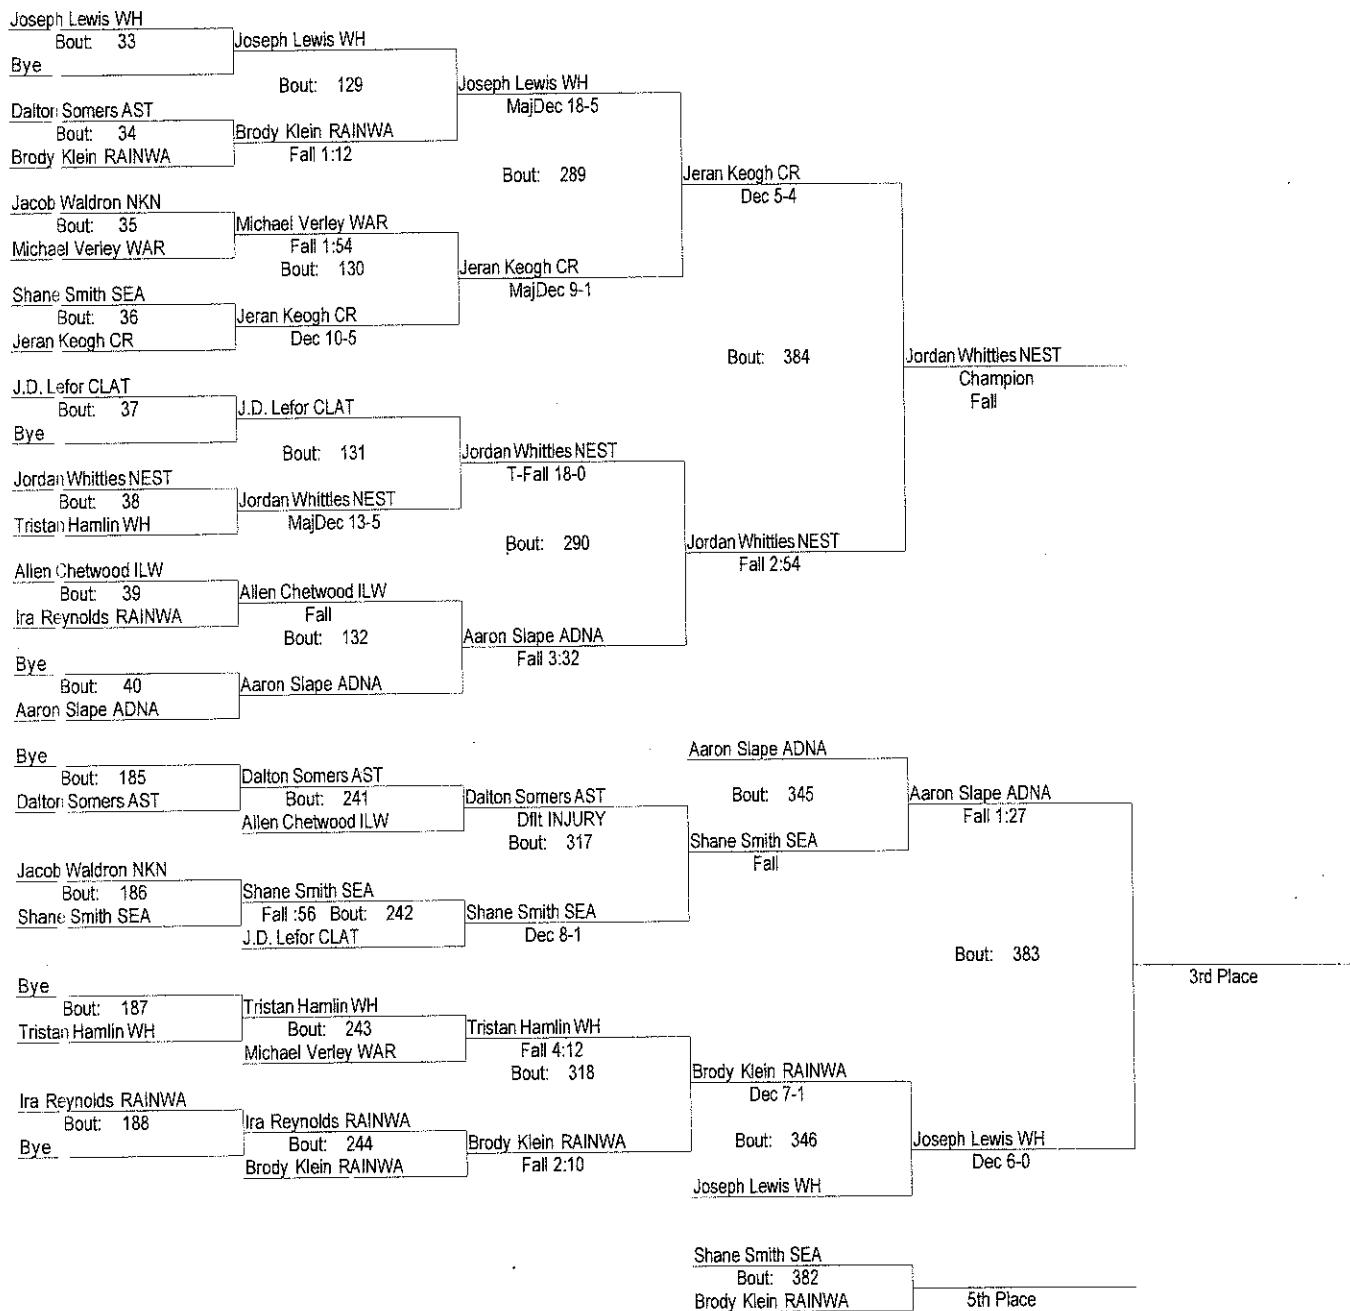 Joseph Lewis WH
Bout: 33
Bye
Joseph Lewis WH
Bout: 129
Dalton Somers AST
Bout: 34
Brody Klein RAINWA
Brody Klein RAINWA
Fall 1:12
Joseph Lewis WH
MajDec 18-5
Bout: 289
Jacob Waldron NKN
Bout: 35
Michael Verley WAR
Michael Verley WAR
Fall 1:54
Bout: 130
Shane Smith SEA
Bout: 36
Jeran Keogh CR
Jeran Keogh CR
Dec 10-5
Jeran Keogh CR
MajDec 9-1
Jeran Keogh CR
Dec 5-4
Bout: 384
Jordan Whittles NEST
Champion
Fall
J.D. Lefor CLAT
Bout: 37
Bye
J.D. Lefor CLAT
Bout: 131
Jordan Whittles NEST
Bout: 38
Tristan Hamlin WH
Jordan Whittles NEST
MajDec 13-5
Jordan Whittles NEST
T-Fall 18-0
Bout: 290
Jordan Whittles NEST
Fall 2:54
Allen Chetwood ILW
Bout: 39
Ira Reynolds RAINWA
Allen Chetwood ILW
Fall
Bout: 132
Bye
Bout: 40
Aaron Slape ADNA
Aaron Slape ADNA
Aaron Slape ADNA
Fall 3:32
Bye
Bout: 185
Dalton Somers AST
Dalton Somers AST
Bout: 241
Allen Chetwood ILW
Dalton Somers AST
Dflt INJURY
Bout: 317
Jacob Waldron NKN
Bout: 186
Shane Smith SEA
Shane Smith SEA
Fall :56 Bout: 242
J.D. Lefor CLAT
Shane Smith SEA
Dec 8-1
Aaron Slape ADNA
Bout: 345
Shane Smith SEA
Fall
Aaron Slape ADNA
Fall 1:27
Bout: 383
3rd Place
Bye
Bout: 187
Tristan Hamlin WH
Tristan Hamlin WH
Bout: 243
Michael Verley WAR
Tristan Hamlin WH
Fall 4:12
Bout: 318
Ira Reynolds RAINWA
Bout: 188
Bye
Ira Reynolds RAINWA
Bout: 244
Brody Klein RAINWA
Brody Klein RAINWA
Fall 2:10
Brody Klein RAINWA
Dec 7-1
Bout: 346
Joseph Lewis WH
Joseph Lewis WH
Dec 6-0
Shane Smith SEA
Bout: 382
Brody Klein RAINWA
5th Place